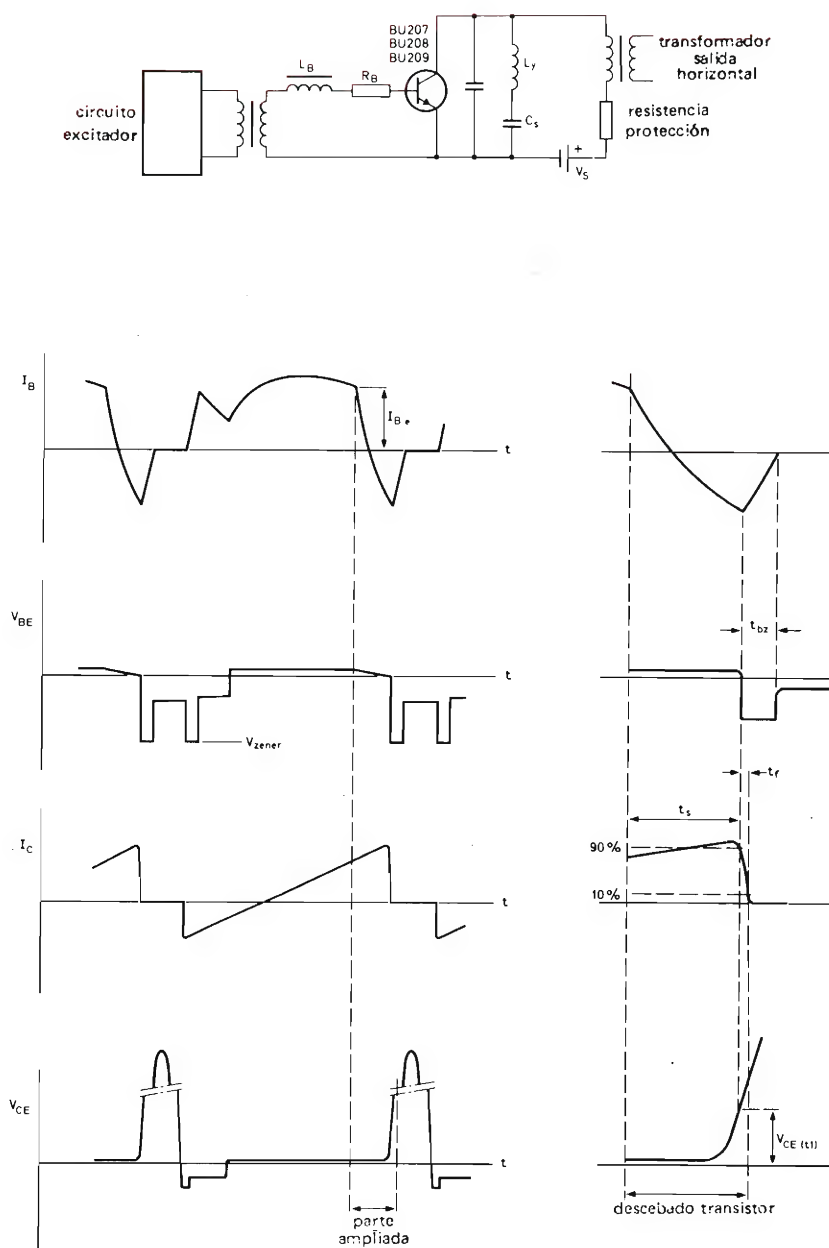 BU207
BU208
BU209
L_B
R_B
L_y
C_s
+
V_S
circuito
excitador
transformador
salida
horizontal
resistencia
protección
I_B
I_Be
t
V_BE
t
V_zener
t_bz
I_C
t
t_s
t_f
90%
10%
V_CE
t
V_CE(t1)
parte
ampliada
descebado transistor